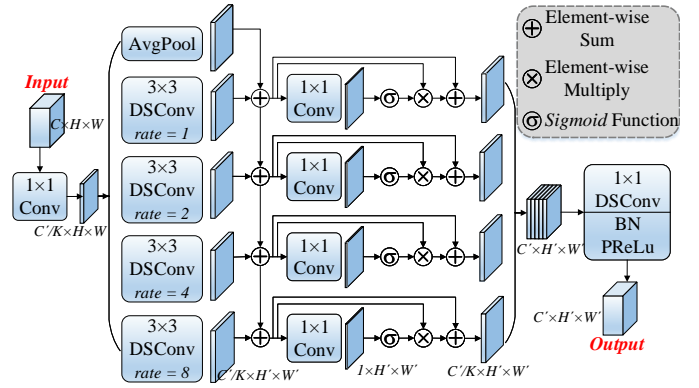 Input
C×H×W
1×1
Conv
C′/K×H×W
AvgPool
3×3
DSConv
rate = 1
3×3
DSConv
rate = 2
3×3
DSConv
rate = 4
3×3
DSConv
rate = 8
C′/K×H′×W′
1×1
Conv
σ
1×1
Conv
σ
1×1
Conv
σ
1×1
Conv
σ
1×H′×W′
C′/K×H′×W′
Element-wise
Sum
Element-wise
Multiply
σ Sigmoid Function
C′×H′×W′
1×1
DSConv
BN
PReLu
C′×H′×W′
Output